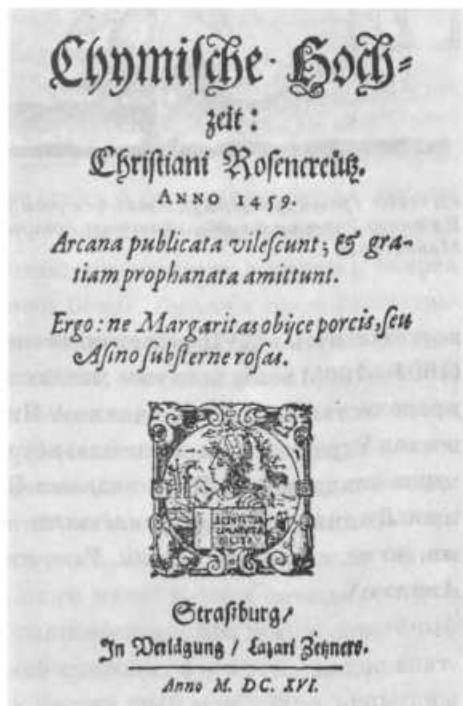 Chymische Hoch-
zeit:
Christiani Rosencreütz.
ANNO 1459.
Arcana publicata vilescunt; & gra-
tiam prophanata amittunt.
Ergo: ne Margaritas obijce porcis, seu
Asino substerne rosas.
Straßburg/
In Verlägung / Lazari Zetzners.
Anno M. DC. XVI.